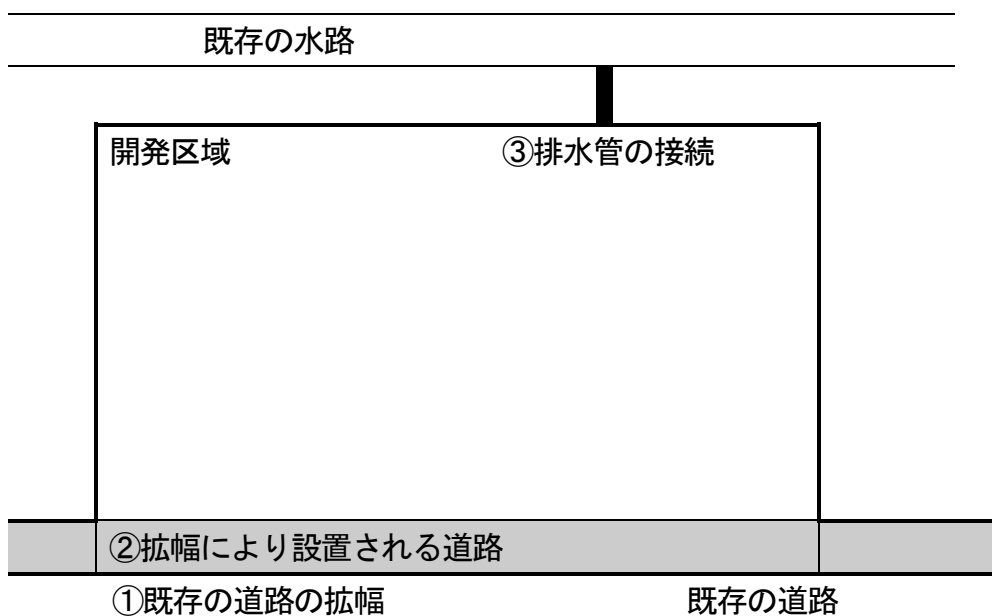 既存の水路
開発区域
③排水管の接続
②拡幅により設置される道路
①既存の道路の拡幅
既存の道路